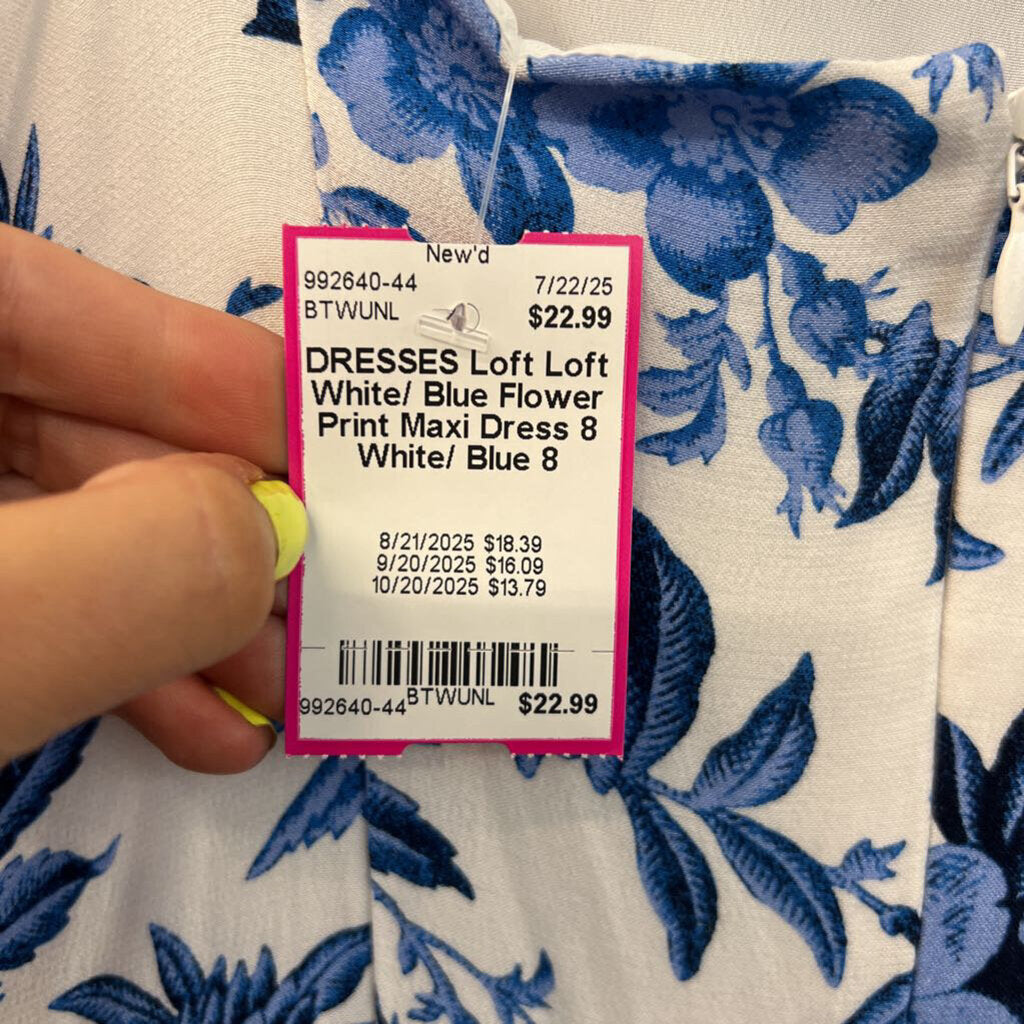 New'd
992640-44 7/22/25
BTWUNL $22.99
DRESSES Loft Loft
White/ Blue Flower
Print Maxi Dress 8
White/ Blue 8
8/21/2025 $18.39
9/20/2025 $16.09
10/20/2025 $13.79
992640-44 BTWUNL $22.99